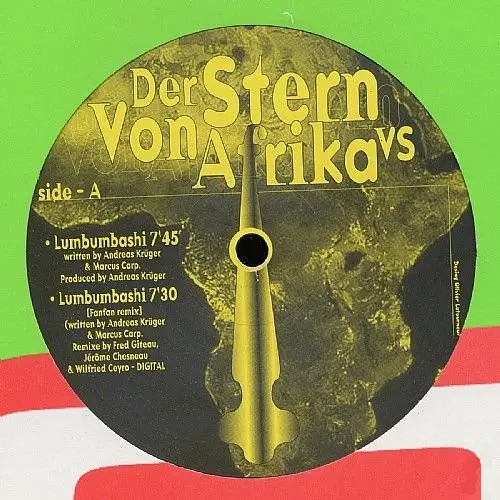 Der Stern
Von Afrika vs
side - A
• Lumbumbashi 7'45
written by Andreas Krüger
& Marcus Carp.
Produced by Andreas Krüger
• Lumbumbashi 7'30
[Fanfan remix]
(written by Andreas Krüger
& Marcus Carp.
Remixe by Fred Giteau,
Jérôme Chesneau
& Wilfried Ceyro - DIGITAL